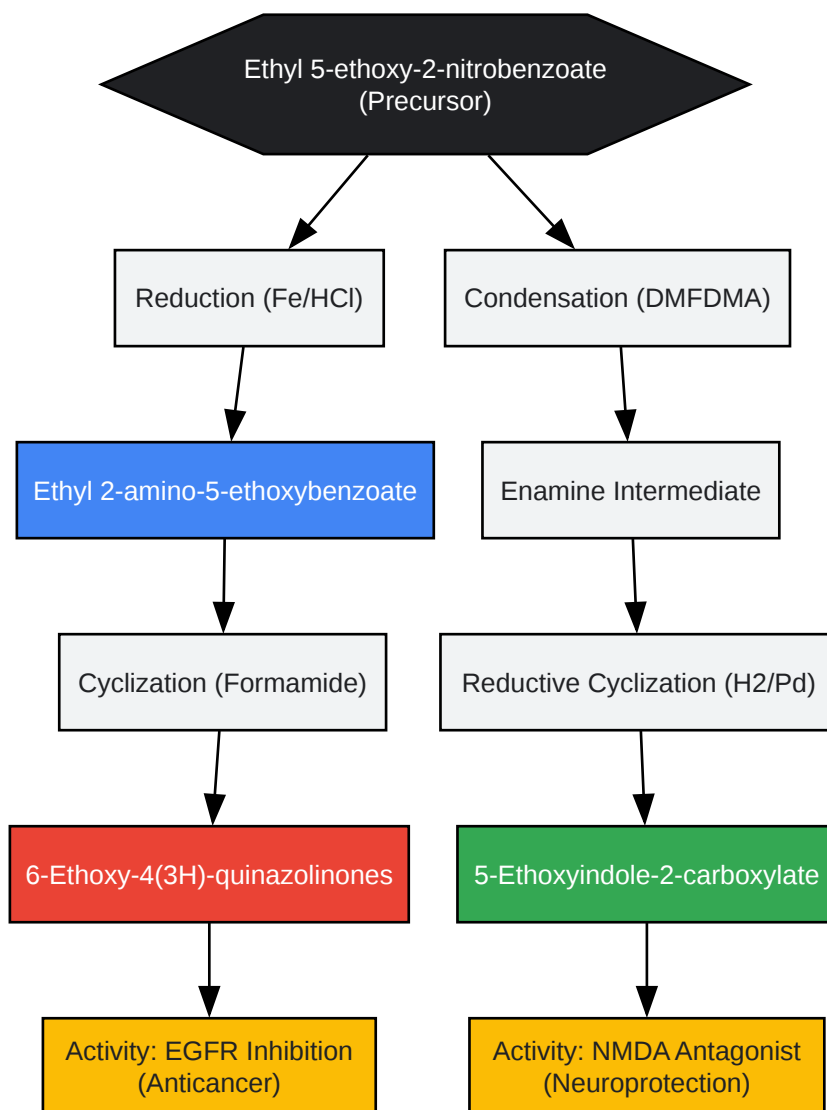 Ethyl 5-ethoxy-2-nitrobenzoate
(Precursor)
Reduction (Fe/HCl)
Condensation (DMFDMA)
Ethyl 2-amino-5-ethoxybenzoate
Enamine Intermediate
Cyclization (Formamide)
Reductive Cyclization (H2/Pd)
6-Ethoxy-4(3H)-quinazolinones
5-Ethoxyindole-2-carboxylate
Activity: EGFR Inhibition
(Anticancer)
Activity: NMDA Antagonist
(Neuroprotection)